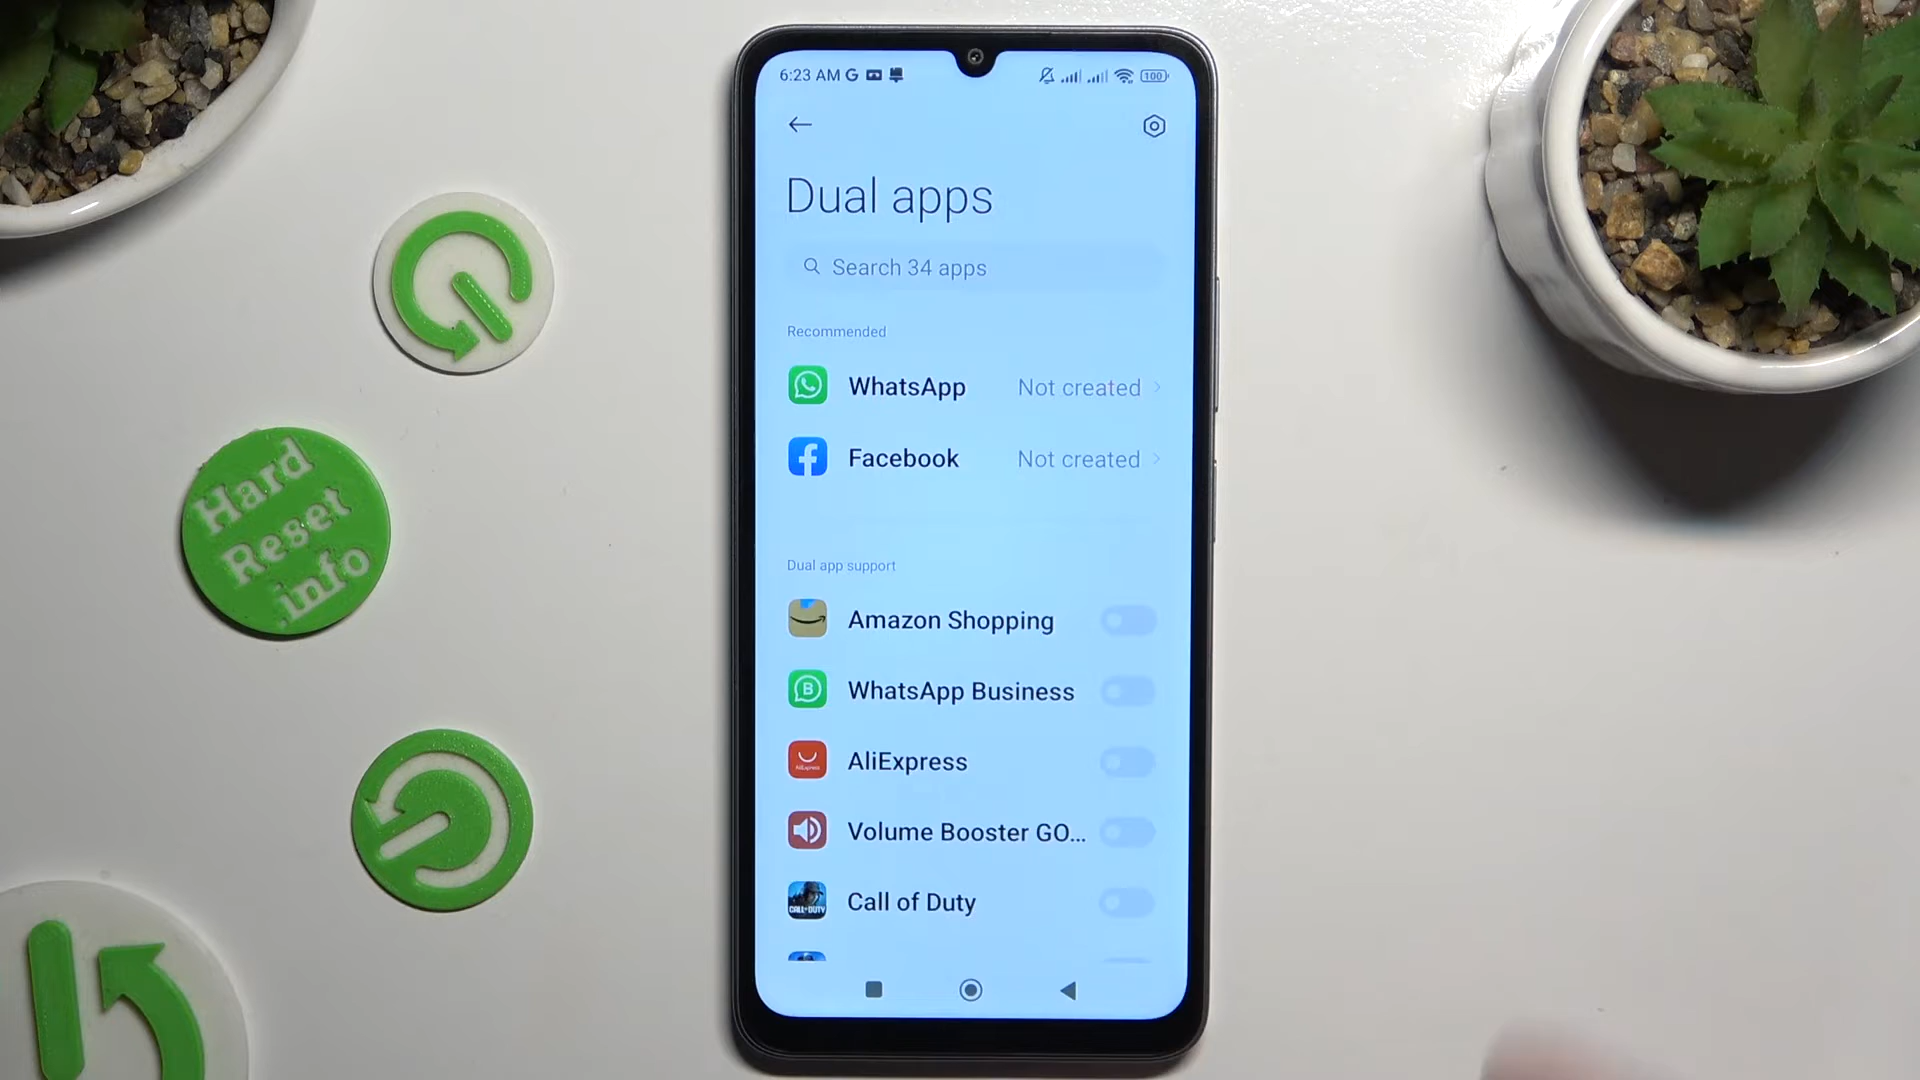 6:23 AM
100
Dual apps
Search 34 apps
Recommended
WhatsApp Not created
Facebook Not created
Dual app support
Amazon Shopping
WhatsApp Business
AliExpress
Volume Booster GO...
Call of Duty
Hard
Reset
.info